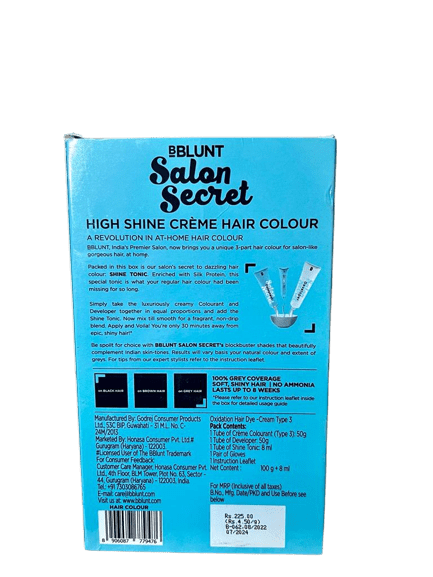 BBLUNT
Salon
Secret
HIGH SHINE CRÈME HAIR COLOUR
A REVOLUTION IN AT-HOME HAIR COLOUR
BBLUNT, India's Premier Salon, now brings you a unique 3-part hair colour for salon-like
gorgeous hair, at home.
Packed in this box is our salon's secret to dazzling hair
colour: SHINE TONIC. Enriched with Silk Protein, this
special tonic is what your regular hair colour had been
missing for so long.
Simply take the luxuriously creamy Colourant and
Developer together in equal proportions and add the
Shine Tonic. Now mix till smooth for a fragrant, non-drip
blend. Apply and Voila! You're only 30 minutes away from
epic, shiny hair!*
Be spoilt for choice with BBLUNT SALON SECRET's blockbuster shades that beautifully
complement Indian skin-tones. Results will vary basis your natural colour and extent of
greys. For tips from our expert stylists refer to the instruction leaflet.
on BLACK HAIR
on BROWN HAIR
on GREY HAIR
100% GREY COVERAGE
SOFT, SHINY HAIR | NO AMMONIA
LASTS UP TO 8 WEEKS
*Please refer to our instruction leaflet inside
the box for detailed usage guide
Manufactured By: Godrej Consumer Products
Ltd., 53C BIP, Guwahati - 31 M.L. No. C-
24M/2013
Marketed By: Honasa Consumer Pvt. Ltd.#
Gurugram (Haryana) - 122003.
#Licensed User of The BBlunt Trademark
For Consumer Feedback:
Customer Care Manager, Honasa Consumer Pvt.
Ltd., 4th Floor, BLM Tower, Plot No. 63, Sector -
44, Gurugram (Haryana) - 122003, India.
Tel.: +91 7303086765
E-mail: care@bblunt.com
Visit us at: www.bblunt.com
HAIR COLOUR
8 906087 779476
Oxidation Hair Dye -Cream Type 3
Pack Contents:
1 Tube of Crème Colourant (Type 3): 50g
1 Tube of Developer: 50g
1 Tube of Shine Tonic: 8 ml
1 Pair of Gloves
1 Instruction Leaflet
Net Content : 100 g + 8 ml
For MRP (Inclusive of all taxes)
B.No., Mfg. Date/PKD and Use Before see
below
Rs.225.00
(Rs.4.50/g)
B-062.08/2022
07/2024